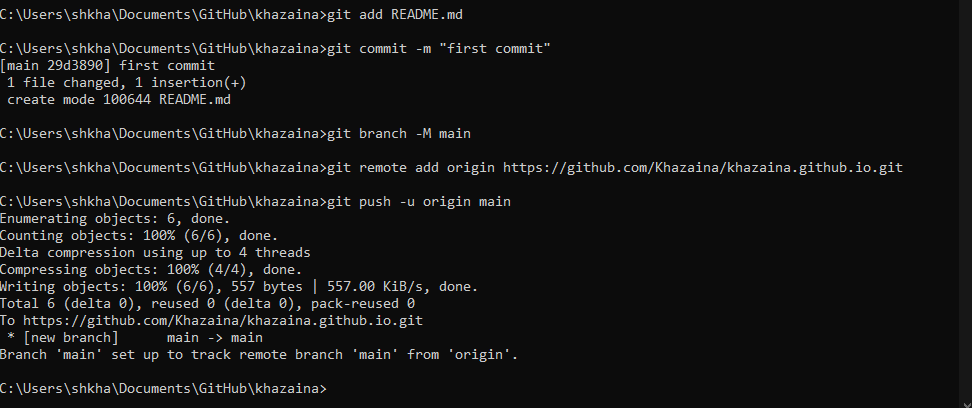 C:\Users\shkha\Documents\GitHub\khazaina>git add README.md
C:\Users\shkha\Documents\GitHub\khazaina>git commit -m "first commit"
[main 29d3890] first commit
 1 file changed, 1 insertion(+)
 create mode 100644 README.md
C:\Users\shkha\Documents\GitHub\khazaina>git branch -M main
C:\Users\shkha\Documents\GitHub\khazaina>git remote add origin https://github.com/Khazaina/khazaina.github.io.git
C:\Users\shkha\Documents\GitHub\khazaina>git push -u origin main
Enumerating objects: 6, done.
Counting objects: 100% (6/6), done.
Delta compression using up to 4 threads
Compressing objects: 100% (4/4), done.
Writing objects: 100% (6/6), 557 bytes | 557.00 KiB/s, done.
Total 6 (delta 0), reused 0 (delta 0), pack-reused 0
To https://github.com/Khazaina/khazaina.github.io.git
 * [new branch]      main -> main
Branch 'main' set up to track remote branch 'main' from 'origin'.
C:\Users\shkha\Documents\GitHub\khazaina>